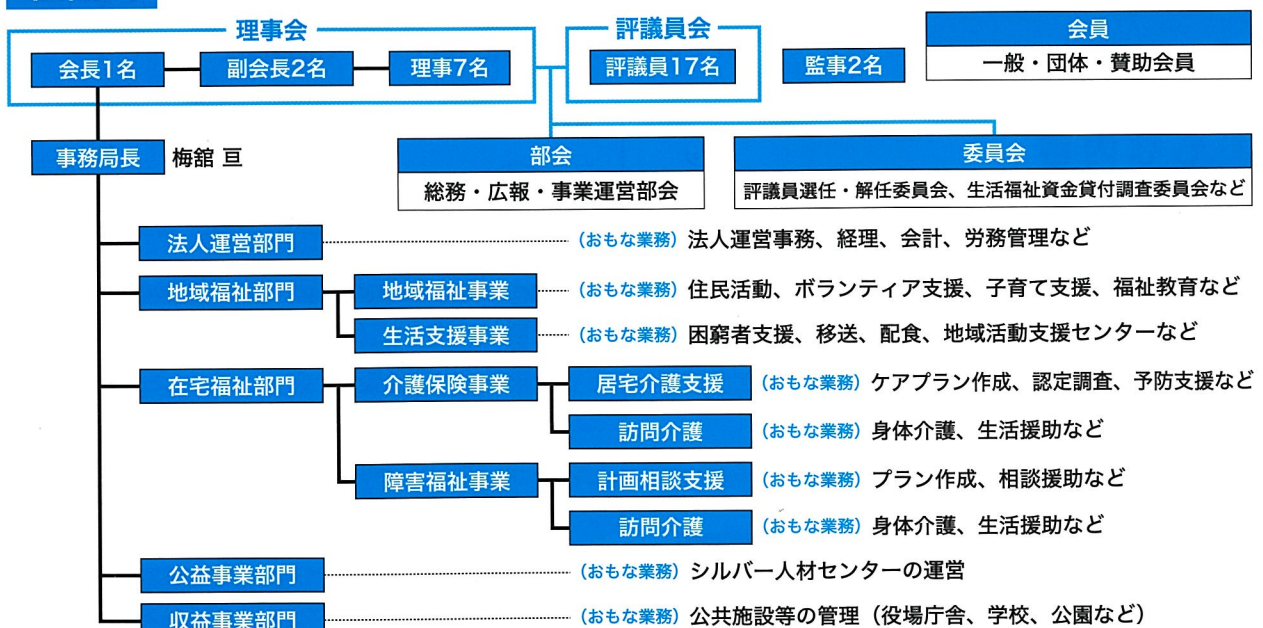 理事会
会長1名
副会長2名
理事7名
評議員会
評議員17名
監事2名
会員
一般・団体・賛助会員
事務局長 梅舘 亘
部会
総務・広報・事業運営部会
委員会
評議員選任・解任委員会、生活福祉資金貸付調査委員会など
法人運営部門 (おもな業務) 法人運営事務、経理、会計、労務管理など
地域福祉部門 地域福祉事業 (おもな業務) 住民活動、ボランティア支援、子育て支援、福祉教育など
生活支援事業 (おもな業務) 困窮者支援、移送、配食、地域活動支援センターなど
在宅福祉部門 介護保険事業 居宅介護支援 (おもな業務) ケアプラン作成、認定調査、予防支援など
訪問介護 (おもな業務) 身体介護、生活援助など
障害福祉事業 計画相談支援 (おもな業務) プラン作成、相談援助など
訪問介護 (おもな業務) 身体介護、生活援助など
公益事業部門 (おもな業務) シルバー人材センターの運営
収益事業部門 (おもな業務) 公共施設等の管理（役場庁舎、学校、公園など）